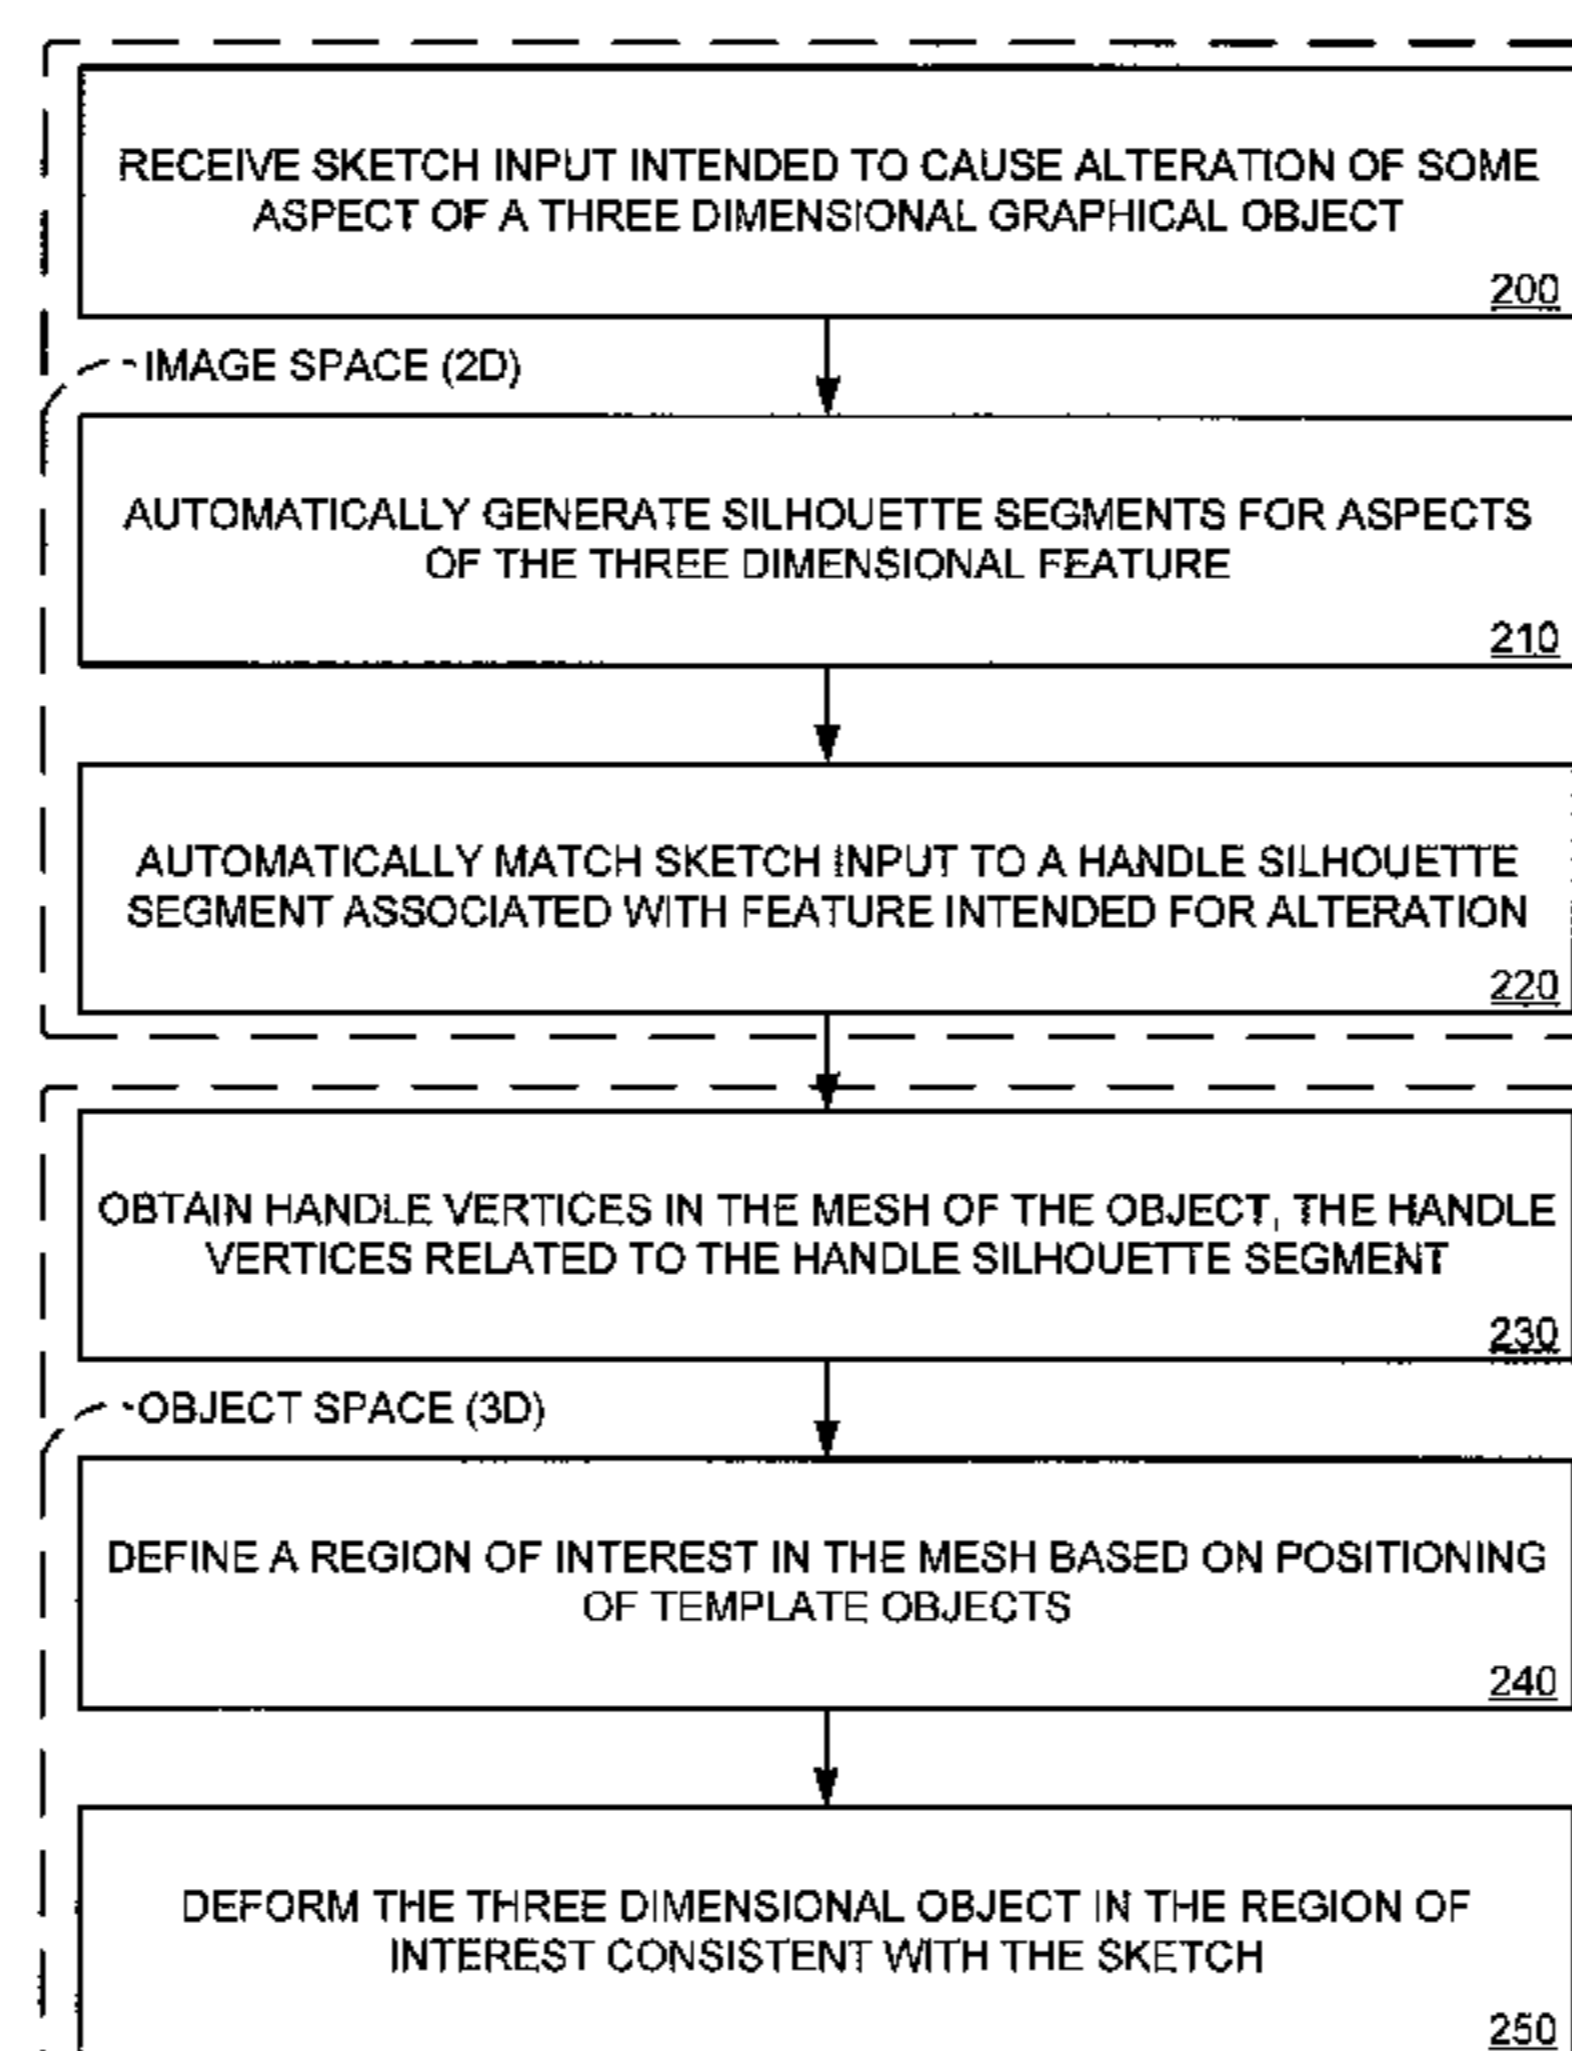 RECEIVE SKETCH INPUT INTENDED TO CAUSE ALTERATION OF SOME
ASPECT OF A THREE DIMENSIONAL GRAPHICAL OBJECT
200
IMAGE SPACE (2D)
AUTOMATICALLY GENERATE SILHOUETTE SEGMENTS FOR ASPECTS
OF THE THREE DIMENSIONAL FEATURE
210
AUTOMATICALLY MATCH SKETCH INPUT TO A HANDLE SILHOUETTE
SEGMENT ASSOCIATED WITH FEATURE INTENDED FOR ALTERATION
220
OBTAIN HANDLE VERTICES IN THE MESH OF THE OBJECT, THE HANDLE
VERTICES RELATED TO THE HANDLE SILHOUETTE SEGMENT
230
OBJECT SPACE (3D)
DEFINE A REGION OF INTEREST IN THE MESH BASED ON POSITIONING
OF TEMPLATE OBJECTS
240
DEFORM THE THREE DIMENSIONAL OBJECT IN THE REGION OF
INTEREST CONSISTENT WITH THE SKETCH
250